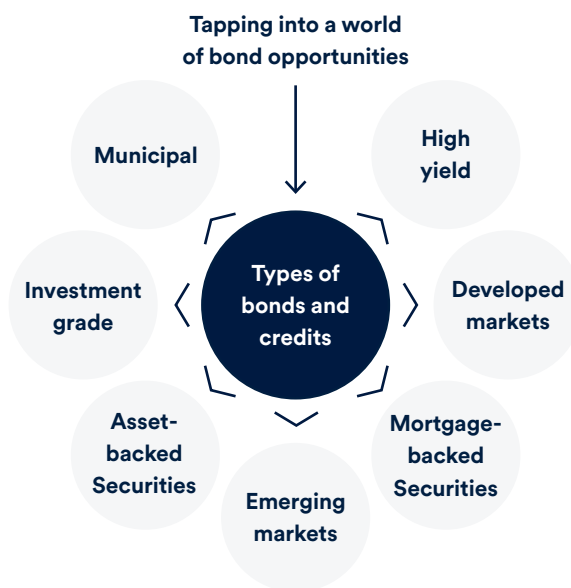 Tapping into a world
of bond opportunities
Municipal
High
yield
Investment
grade
Types of
bonds and
credits
Developed
markets
Asset-
backed
Securities
Mortgage-
backed
Securities
Emerging
markets